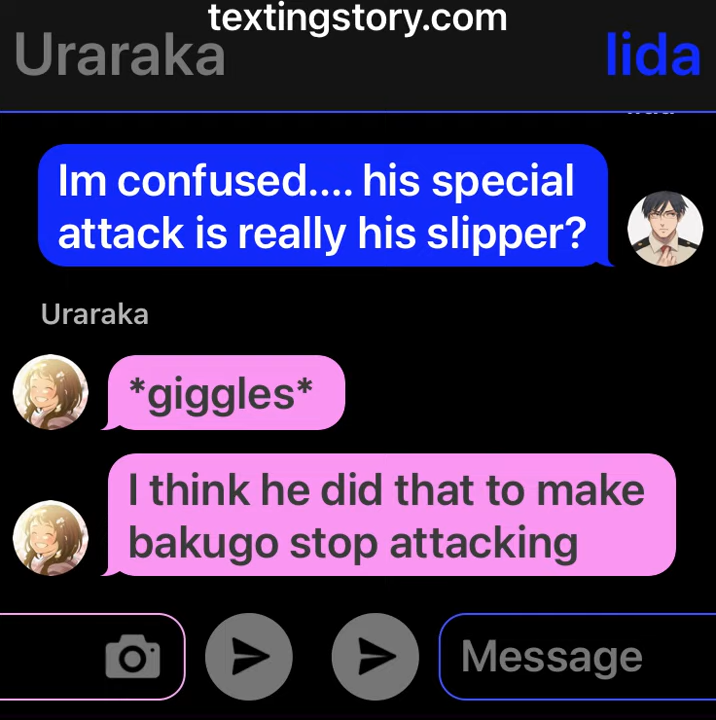 textingstory.com
Uraraka Iida
Im confused.... his special
attack is really his slipper?
Uraraka
*giggles*
I think he did that to make
bakugo stop attacking
Message